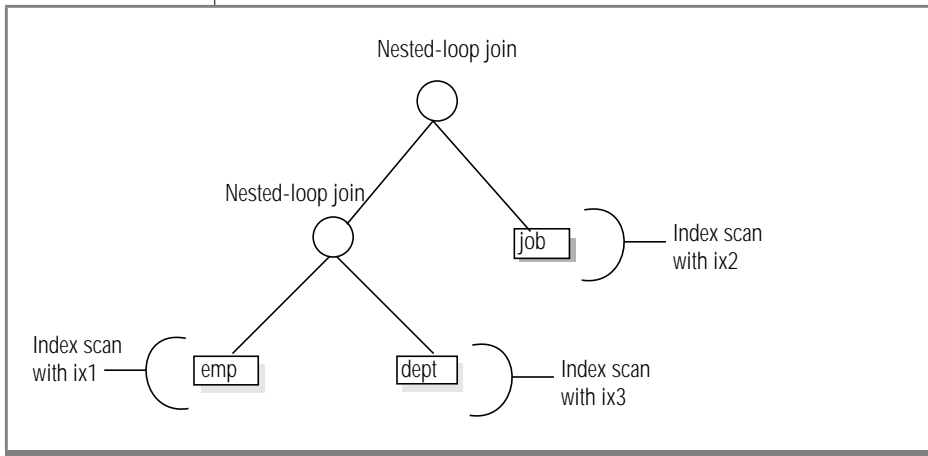 Nested-loop join
Nested-loop join
job
Index scan
with ix2
Index scan
with ix1
emp
dept
Index scan
with ix3